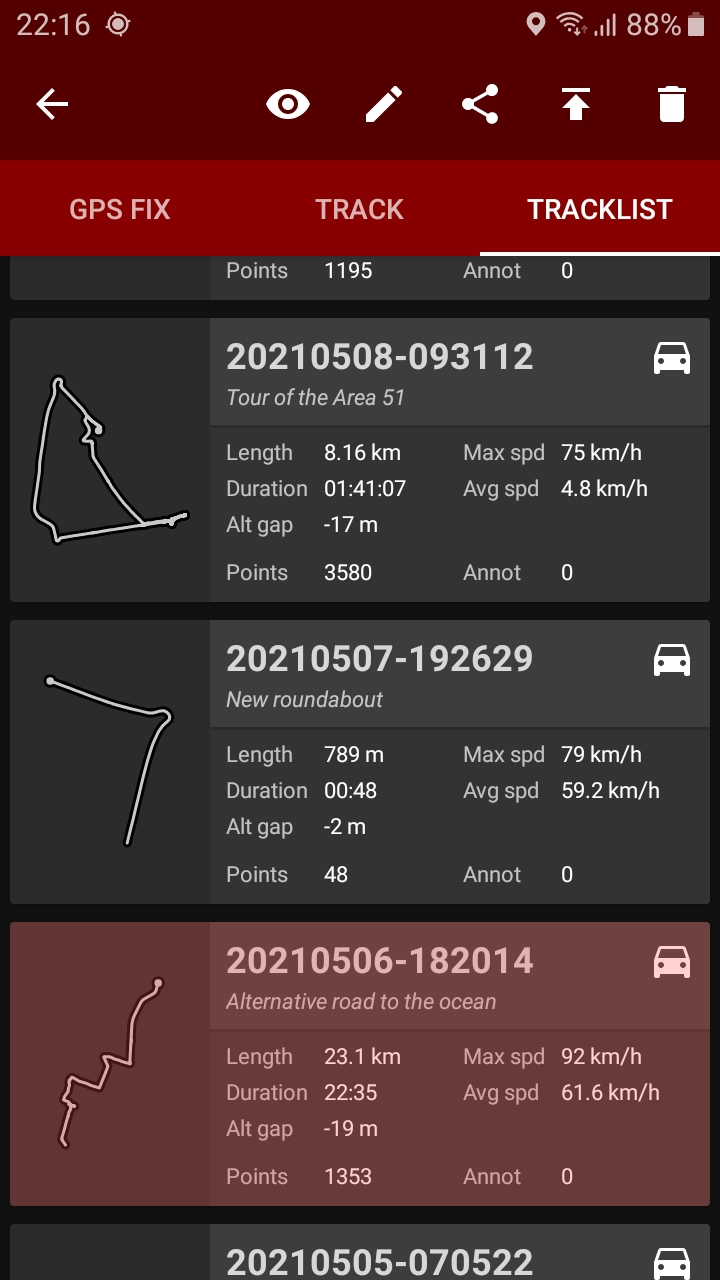 22:16 88%
GPS FIX TRACK TRACKLIST
Points 1195 Annot 0
20210508-093112
Tour of the Area 51
Length 8.16 km Max spd 75 km/h
Duration 01:41:07 Avg spd 4.8 km/h
Alt gap -17 m
Points 3580 Annot 0
20210507-192629
New roundabout
Length 789 m Max spd 79 km/h
Duration 00:48 Avg spd 59.2 km/h
Alt gap -2 m
Points 48 Annot 0
20210506-182014
Alternative road to the ocean
Length 23.1 km Max spd 92 km/h
Duration 22:35 Avg spd 61.6 km/h
Alt gap -19 m
Points 1353 Annot 0
20210505-070522